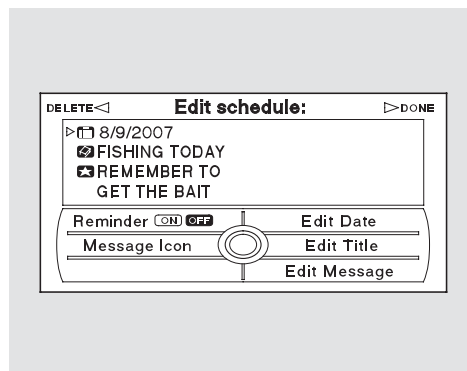 DELETE Edit schedule: DONE
8/9/2007
FISHING TODAY
REMEMBER TO
GET THE BAIT
Reminder ON OFF Edit Date
Message Icon Edit Title
Edit Message